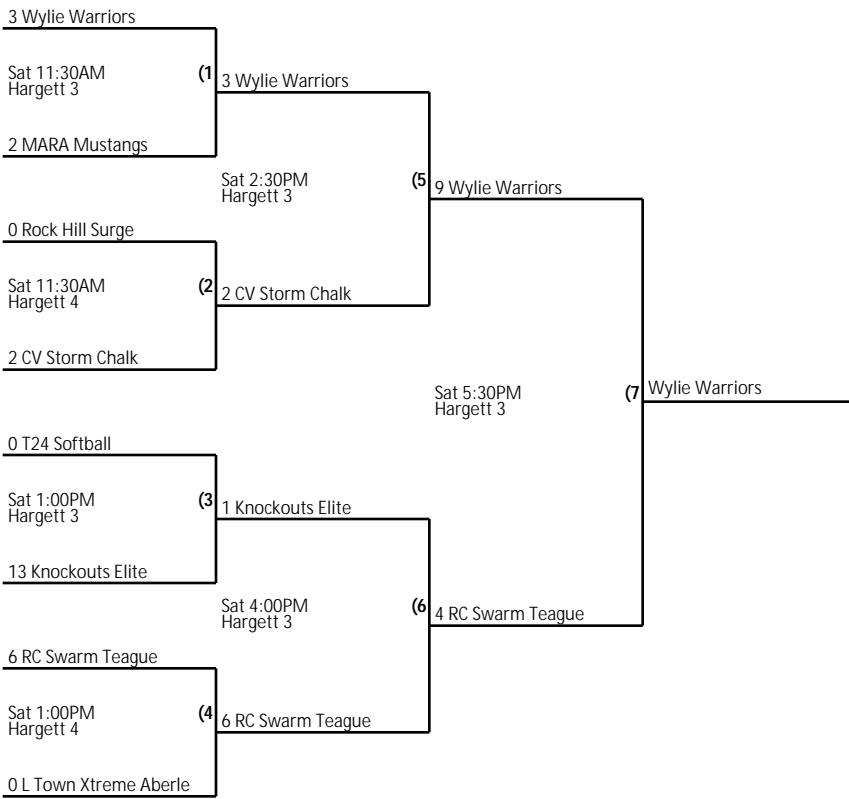 3 Wylie Warriors
Sat 11:30AM
Hargett 3
(1
3 Wylie Warriors
2 MARA Mustangs
Sat 2:30PM
Hargett 3
(5
9 Wylie Warriors
0 Rock Hill Surge
Sat 11:30AM
Hargett 4
(2
2 CV Storm Chalk
2 CV Storm Chalk
Sat 5:30PM
Hargett 3
(7
Wylie Warriors
0 T24 Softball
Sat 1:00PM
Hargett 3
(3
1 Knockouts Elite
13 Knockouts Elite
Sat 4:00PM
Hargett 3
(6
4 RC Swarm Teague
6 RC Swarm Teague
Sat 1:00PM
Hargett 4
(4
6 RC Swarm Teague
0 L Town Xtreme Aberle